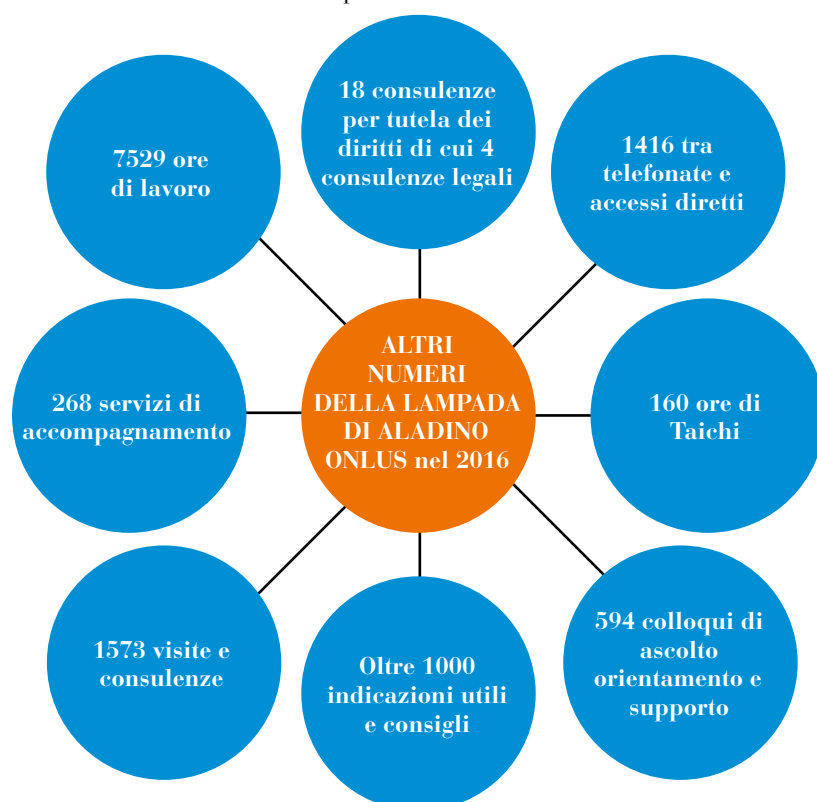 18 consulenze
per tutela dei
diritti di cui 4
consulenze legali
1416 tra
telefonate e
accessi diretti
160 ore di
Taichi
594 colloqui di
ascolto
orientamento e
supporto
Oltre 1000
indicazioni utili
e consigli
1573 visite e
consulenze
268 servizi di
accompagnamento
7529 ore
di lavoro
ALTRI
NUMERI
DELLA LAMPADA
DI ALADINO
ONLUS nel 2016